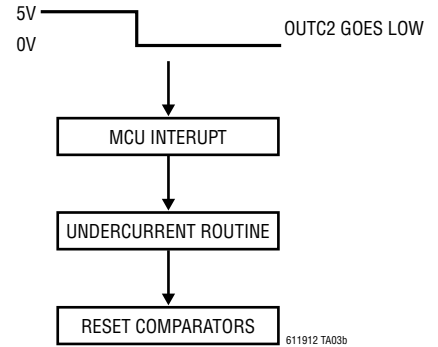 5V
0V
OUTC2 GOES LOW
MCU INTERUPT
UNDERCURRENT ROUTINE
RESET COMPARATORS
611912 TA03b